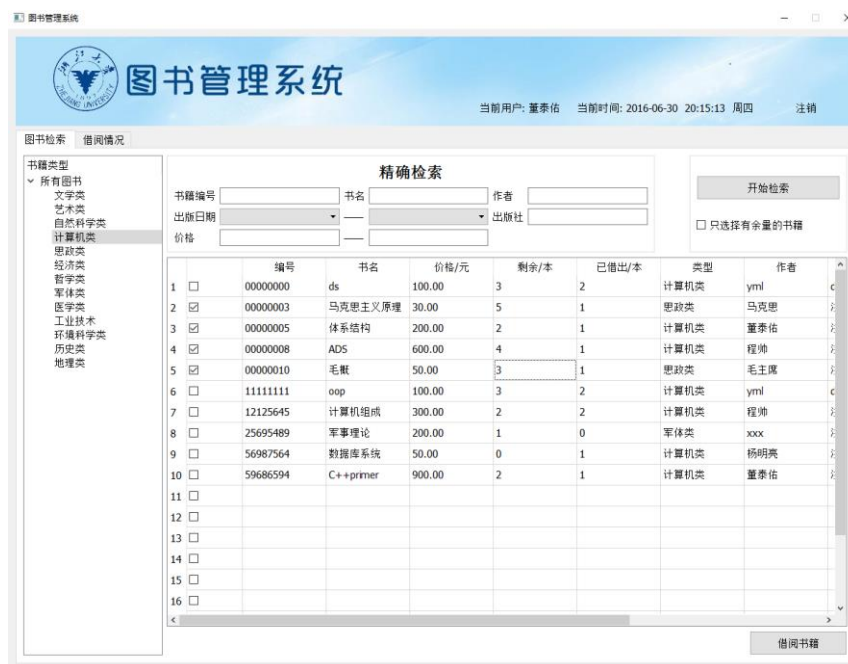 图书管理系统
浙江大学
ZHE JIANG UNIVERSITY
1897
图书管理系统
当前用户: 董泰佑 当前时间: 2016-06-30 20:15:13 周四 注销
图书检索 借阅情况
书籍类型
所有图书
文学类
艺术类
自然科学类
计算机类
思政类
经济类
哲学类
军体类
医学类
工业技术
环境科学类
历史类
地理类
精确检索
书籍编号 书名 作者
出版日期 —— 出版社
价格 ——
开始检索
只选择有余量的书籍
编号 书名 价格/元 剩余/本 已借出/本 类型 作者
1 00000000 ds 100.00 3 2 计算机类 yml
2 00000003 马克思主义原理 30.00 5 1 思政类 马克思
3 00000005 体系结构 200.00 2 1 计算机类 董泰佑
4 00000008 ADS 600.00 4 1 计算机类 程帅
5 00000010 毛概 50.00 3 1 思政类 毛主席
6 11111111 oop 100.00 3 2 计算机类 yml
7 12125645 计算机组成 300.00 2 2 计算机类 程帅
8 25695489 军事理论 200.00 1 0 军体类 xxx
9 56987564 数据库系统 50.00 0 1 计算机类 杨明亮
10 59686594 C++primer 900.00 2 1 计算机类 董泰佑
11
12
13
14
15
16
借阅书籍